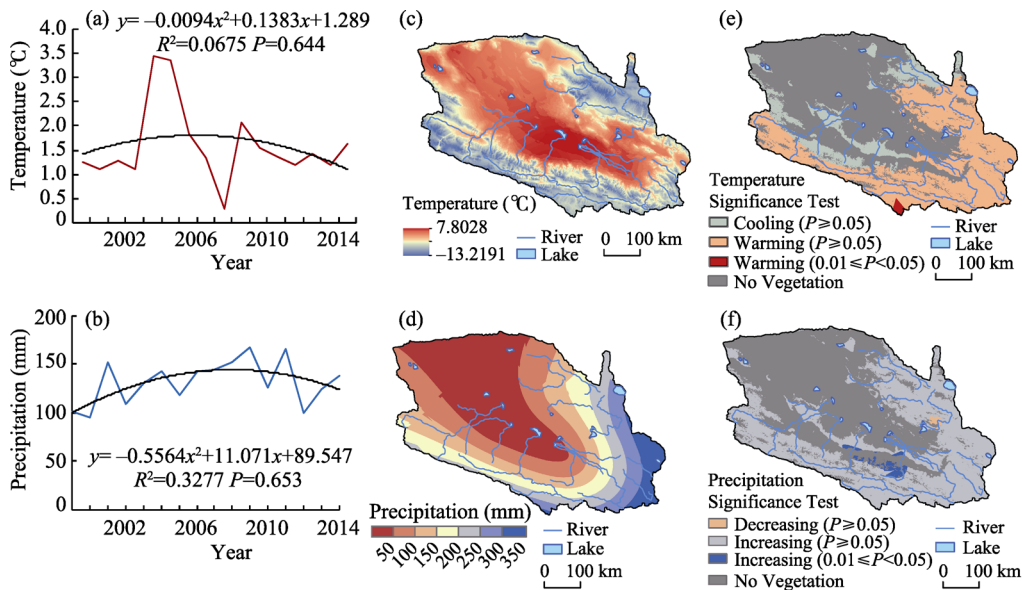 (a) y= –0.0094x²+0.1383x+1.289
R²=0.0675 P=0.644
Temperature (℃)
4.0
3.5
3.0
2.5
2.0
1.5
1.0
0.5
0.0
2002 2006 2010 2014
Year
(c)
Temperature (℃)
7.8028
–13.2191
River
Lake
0 100 km
(e)
Temperature
Significance Test
Cooling (P≥0.05)
Warming (P≥0.05)
Warming (0.01≤P<0.05)
No Vegetation
River
Lake
0 100 km
(b)
Precipitation (mm)
200
150
100
50
0
y= –0.5564x²+11.071x+89.547
R²=0.3277 P=0.653
2002 2006 2010 2014
Year
(d)
Precipitation (mm)
50 100 150 200 250 300 350
River
Lake
0 100 km
(f)
Precipitation
Significance Test
Decreasing (P≥0.05)
Increasing (P≥0.05)
Increasing (0.01≤P<0.05)
No Vegetation
River
Lake
0 100 km